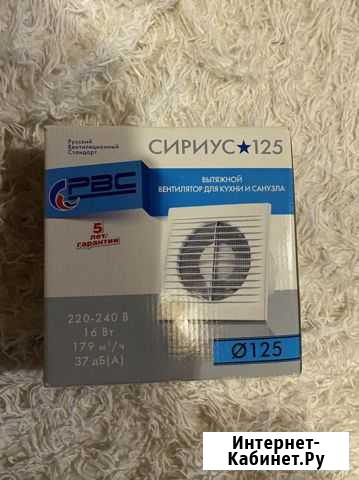 Русский
Вентиляционный
Стандарт
СИРИУС★125
РВС
ВЫТЯЖНОЙ
ВЕНТИЛЯТОР ДЛЯ КУХНИ И САНУЗЛА
5
лет гарантии
220-240 В
16 Вт
179 м³/ч
37 дБ(А)
Ø125
Интернет-
Кабинет.Ру